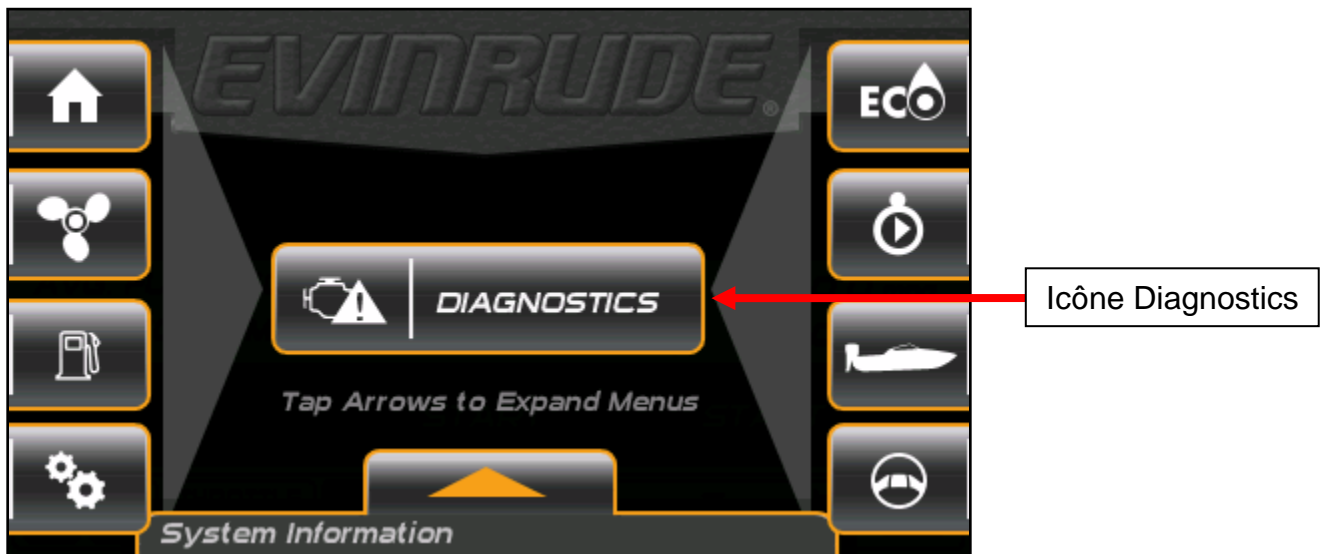 EVINRUDE®
ECO
DIAGNOSTICS
Icône Diagnostics
Tap Arrows to Expand Menus
System Information